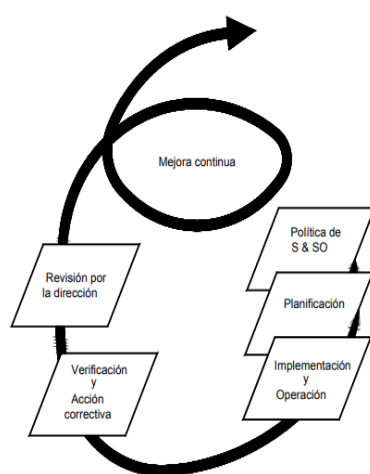 Mejora continua
Política de
S & SO
Revisión por
la dirección
Planificación
Verificación
y
Acción
correctiva
Implementación
y
Operación